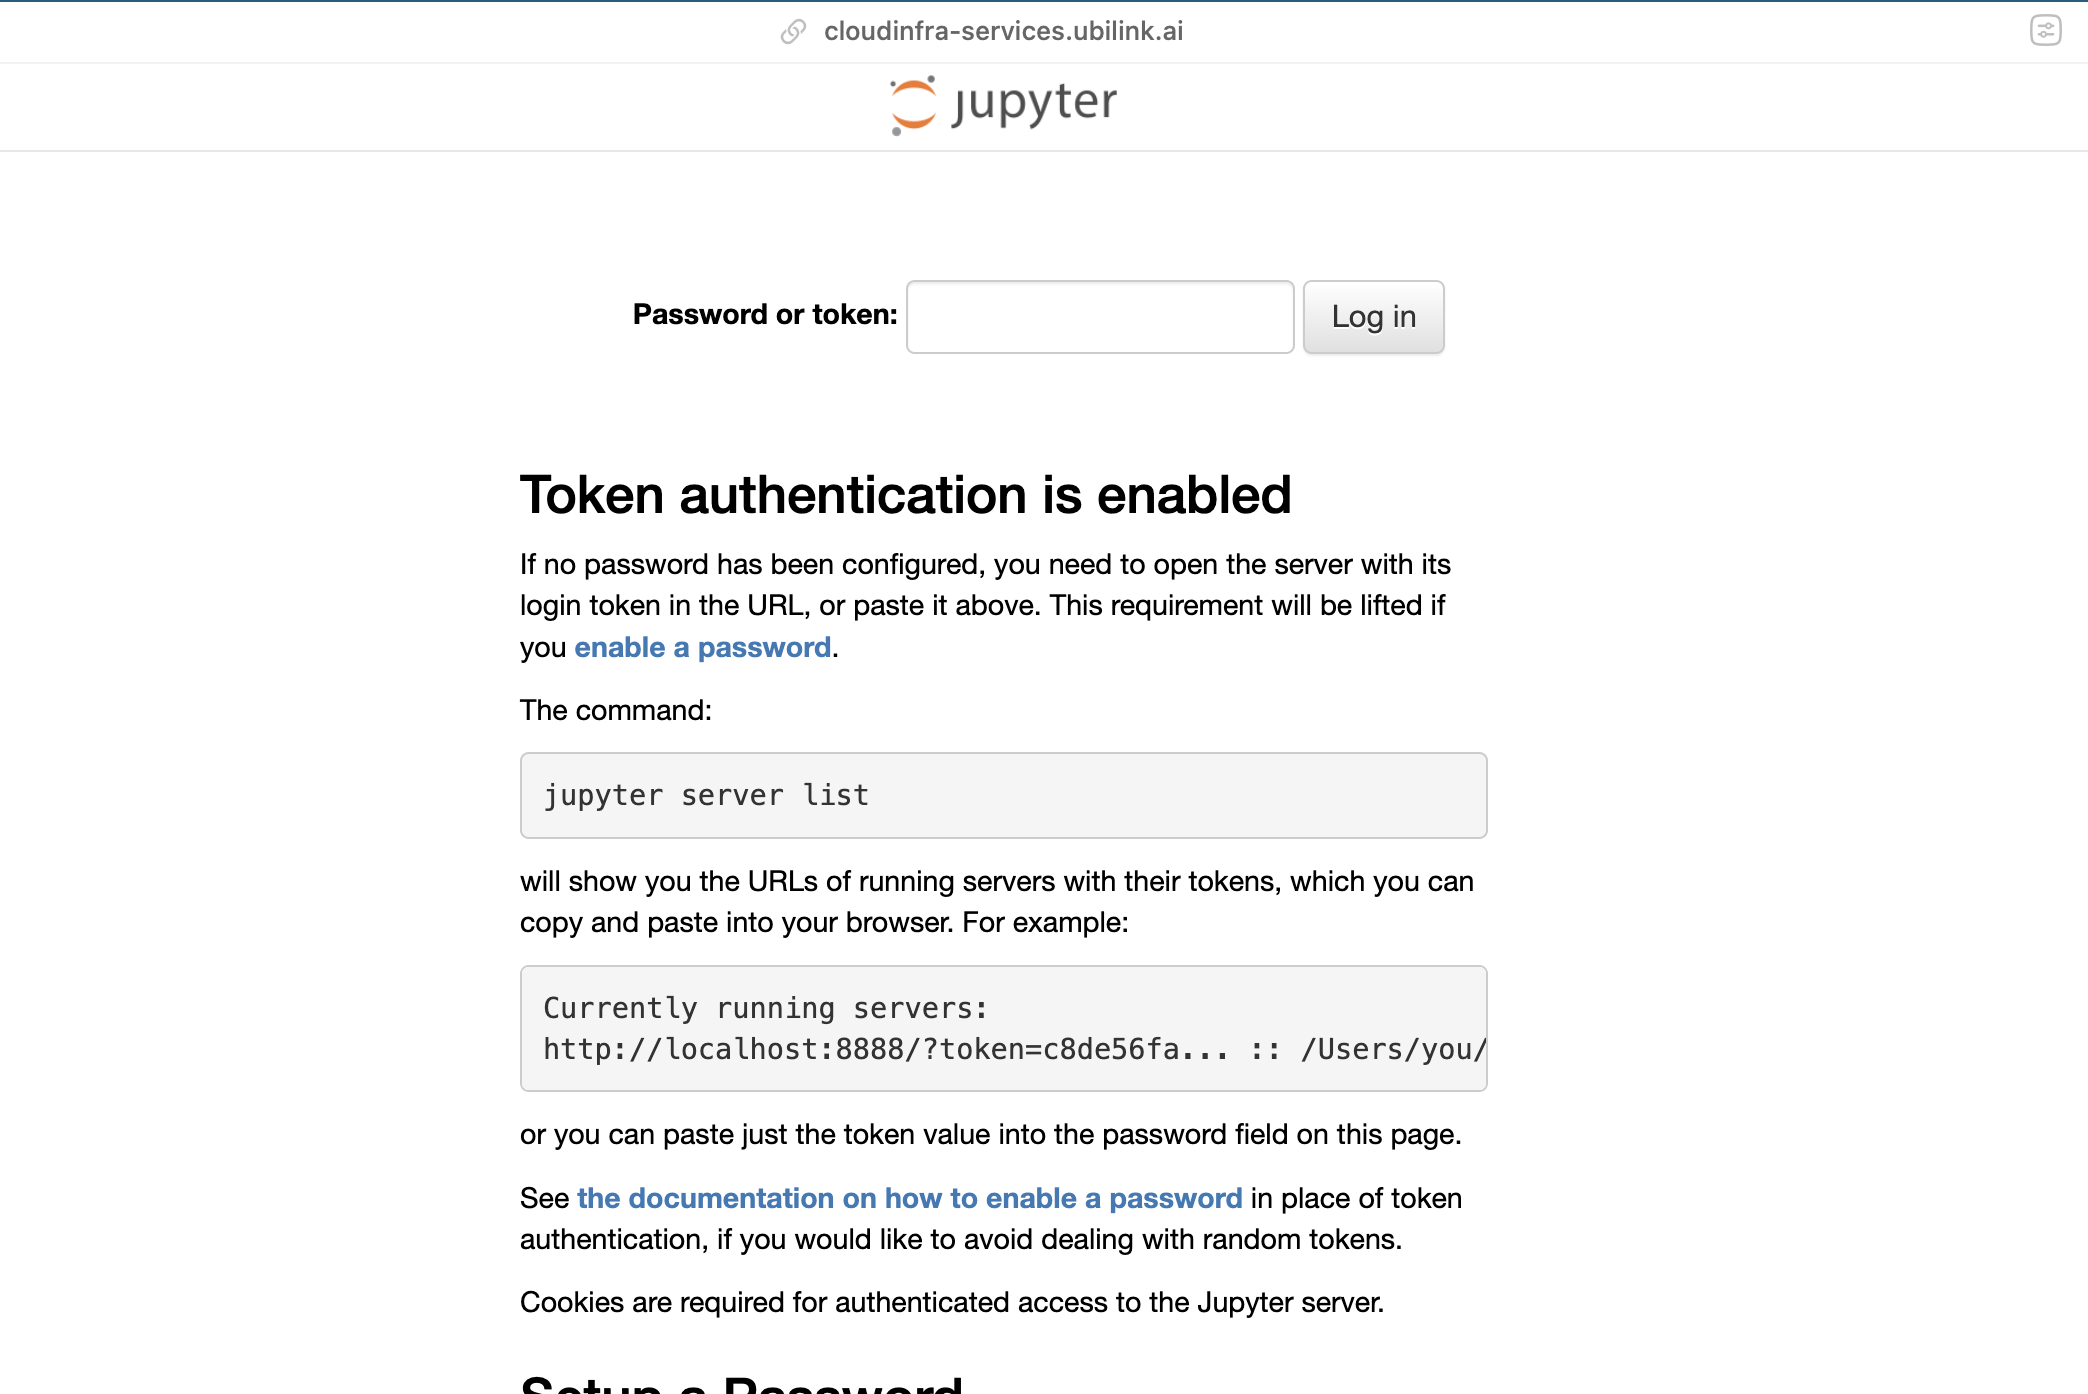 cloudinfra-services.ubilink.ai
jupyter
Password or token:
Log in
Token authentication is enabled
If no password has been configured, you need to open the server with its
login token in the URL, or paste it above. This requirement will be lifted if
you enable a password.
The command:
jupyter server list
will show you the URLs of running servers with their tokens, which you can
copy and paste into your browser. For example:
Currently running servers:
http://localhost:8888/?token=c8de56fa... :: /Users/you/
or you can paste just the token value into the password field on this page.
See the documentation on how to enable a password in place of token
authentication, if you would like to avoid dealing with random tokens.
Cookies are required for authenticated access to the Jupyter server.
Setup a Password